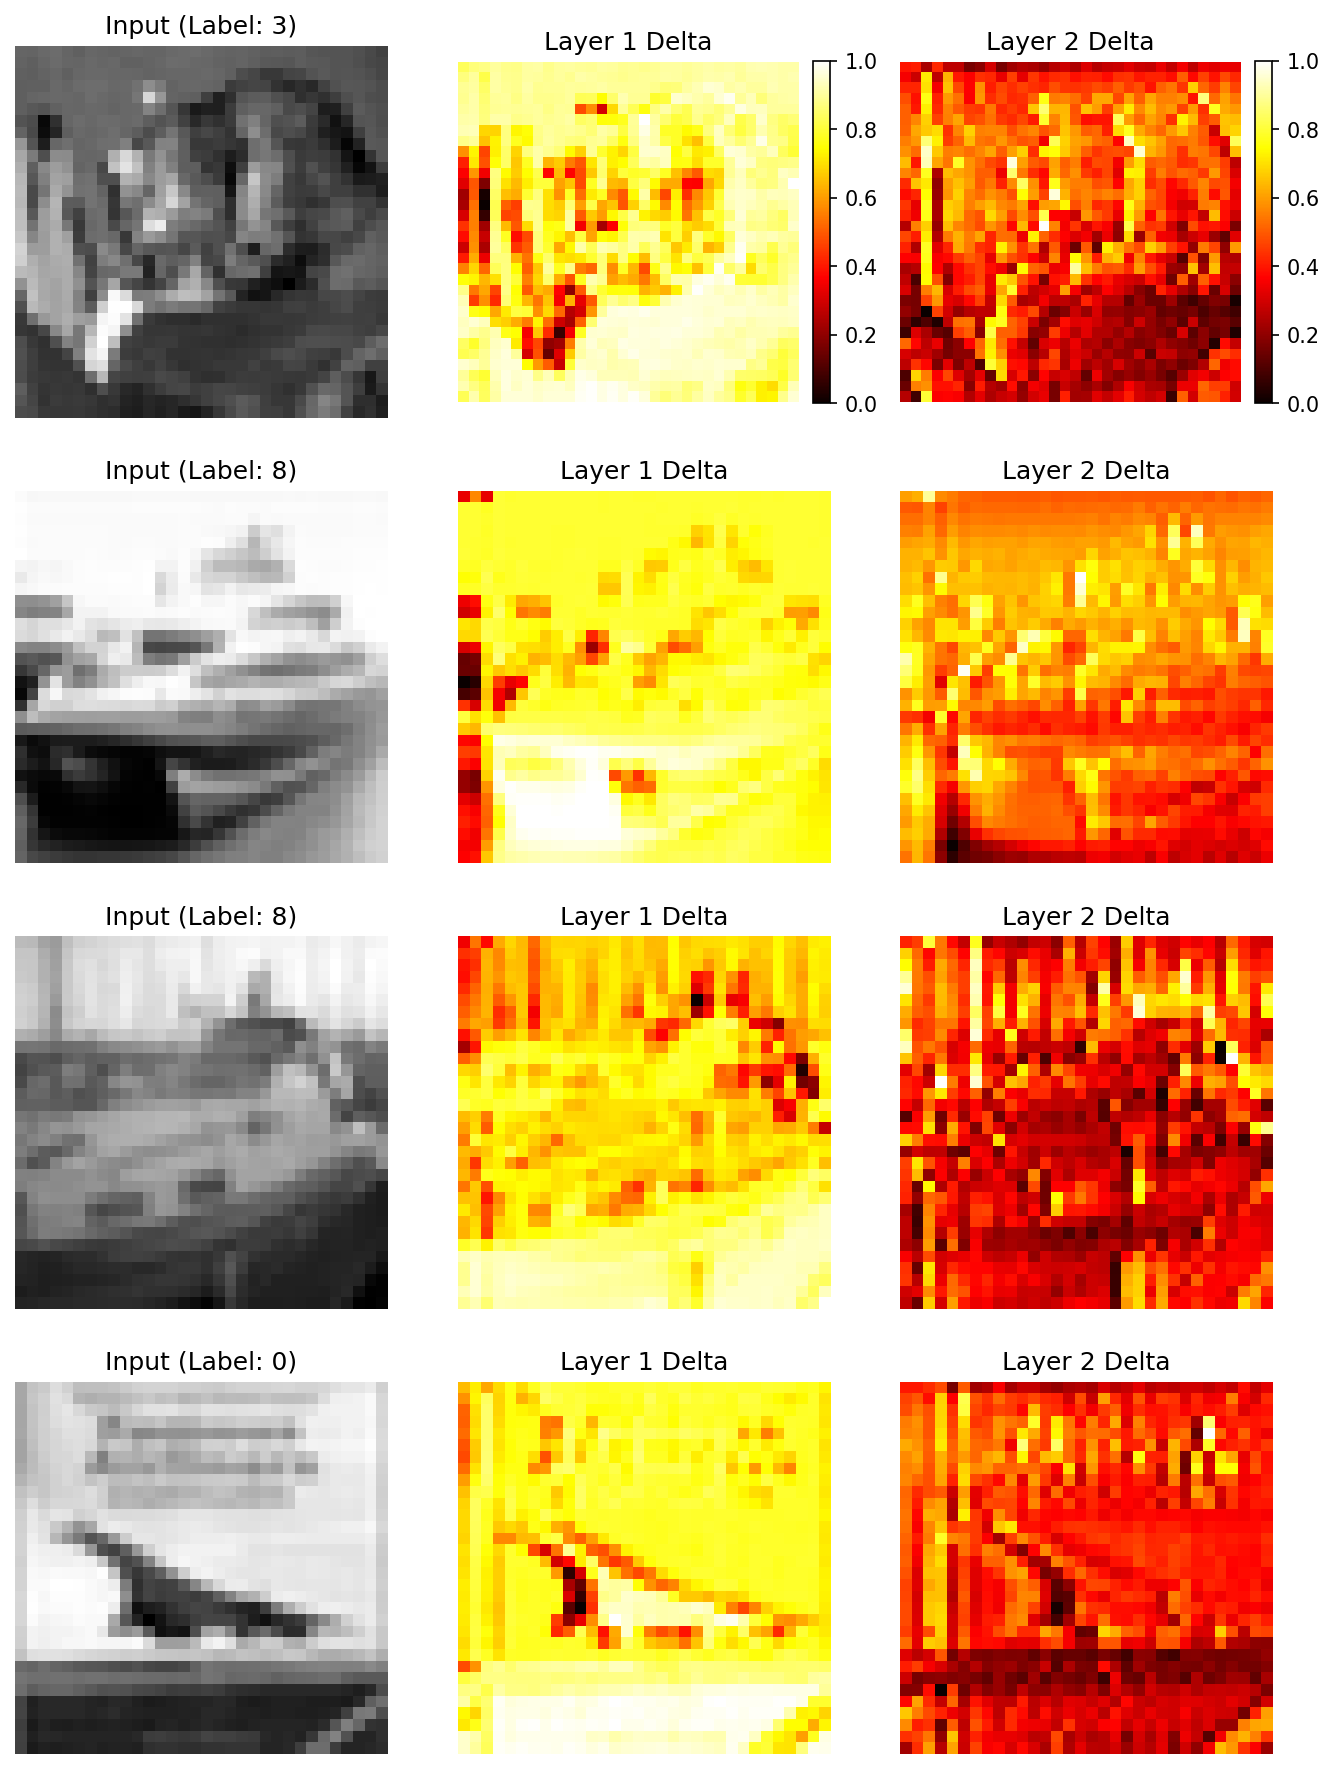 Input (Label: 3)
Layer 1 Delta
Layer 2 Delta
1.0
0.8
0.6
0.4
0.2
0.0
1.0
0.8
0.6
0.4
0.2
0.0
Input (Label: 8)
Layer 1 Delta
Layer 2 Delta
Input (Label: 8)
Layer 1 Delta
Layer 2 Delta
Input (Label: 0)
Layer 1 Delta
Layer 2 Delta